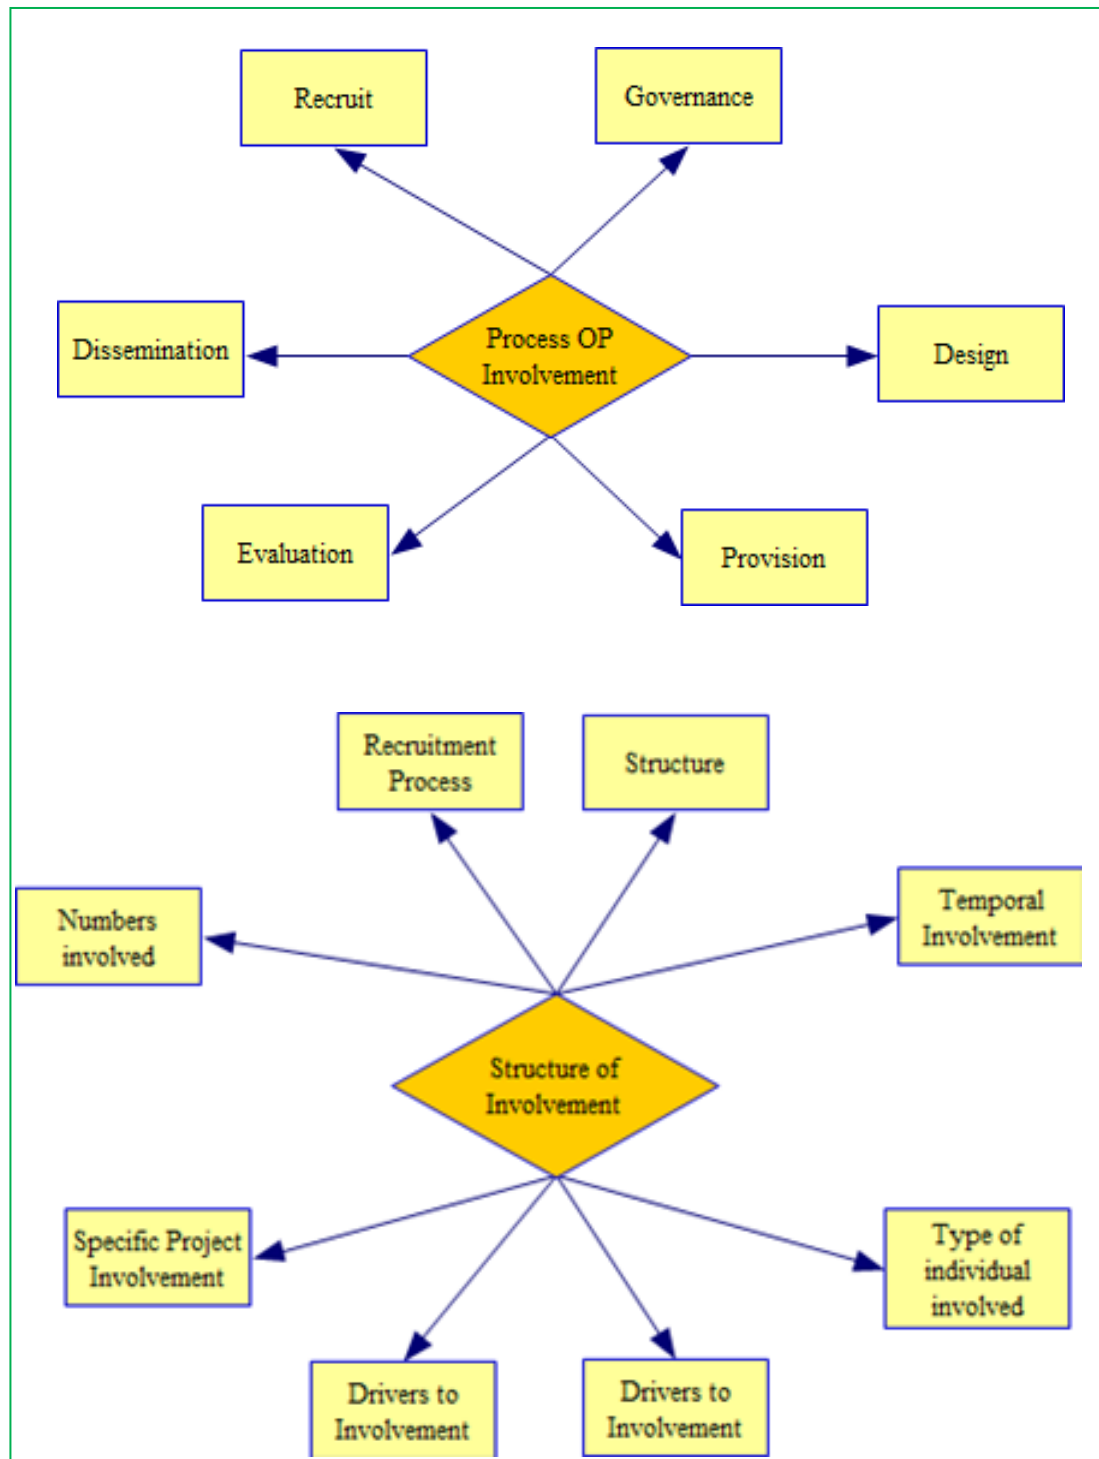 Recruit
Governance
Dissemination
Process OP
Involvement
Design
Evaluation
Provision
Recruitment
Process
Structure
Numbers
involved
Temporal
Involvement
Structure of
Involvement
Specific Project
Involvement
Type of
individual
involved
Drivers to
Involvement
Drivers to
Involvement